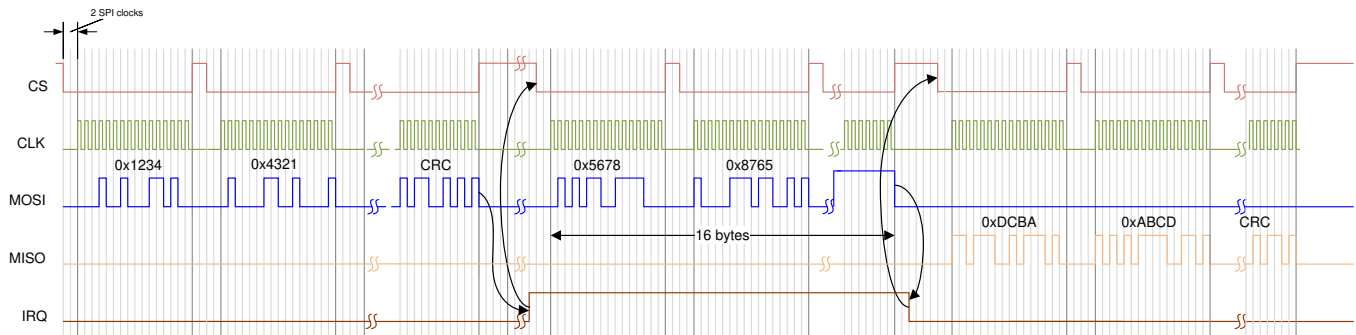 2 SPI clocks
CS
CLK
0x1234
0x4321
CRC
0x5678
0x8765
MOSI
16 bytes
0xDCBA
0xABCD
CRC
MISO
IRQ